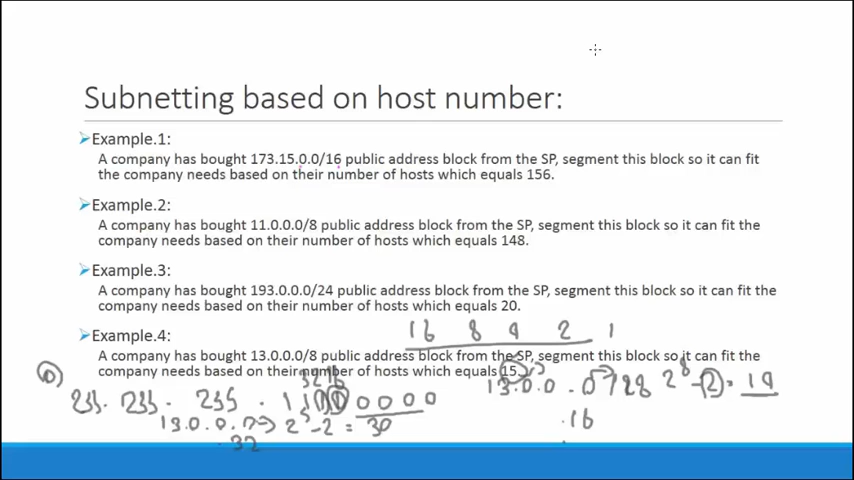 Subnetting based on host number:
Example.1:
A company has bought 173.15.0.0/16 public address block from the SP, segment this block so it can fit
the company needs based on their number of hosts which equals 156.
Example.2:
A company has bought 11.0.0.0/8 public address block from the SP, segment this block so it can fit the
company needs based on their number of hosts which equals 148.
Example.3:
A company has bought 193.0.0.0/24 public address block from the SP, segment this block so it can fit the
company needs based on their number of hosts which equals 20.
16 8 4 2 1
Example.4:
A company has bought 13.0.0.0/8 public address block from the SP, segment this block so it can fit the
company needs based on their number of hosts which equals 15.
32 16
13.0.0
255. 255. 255.
0 0 0 0
13.0.0. 2 -2 = 30
.16
.32